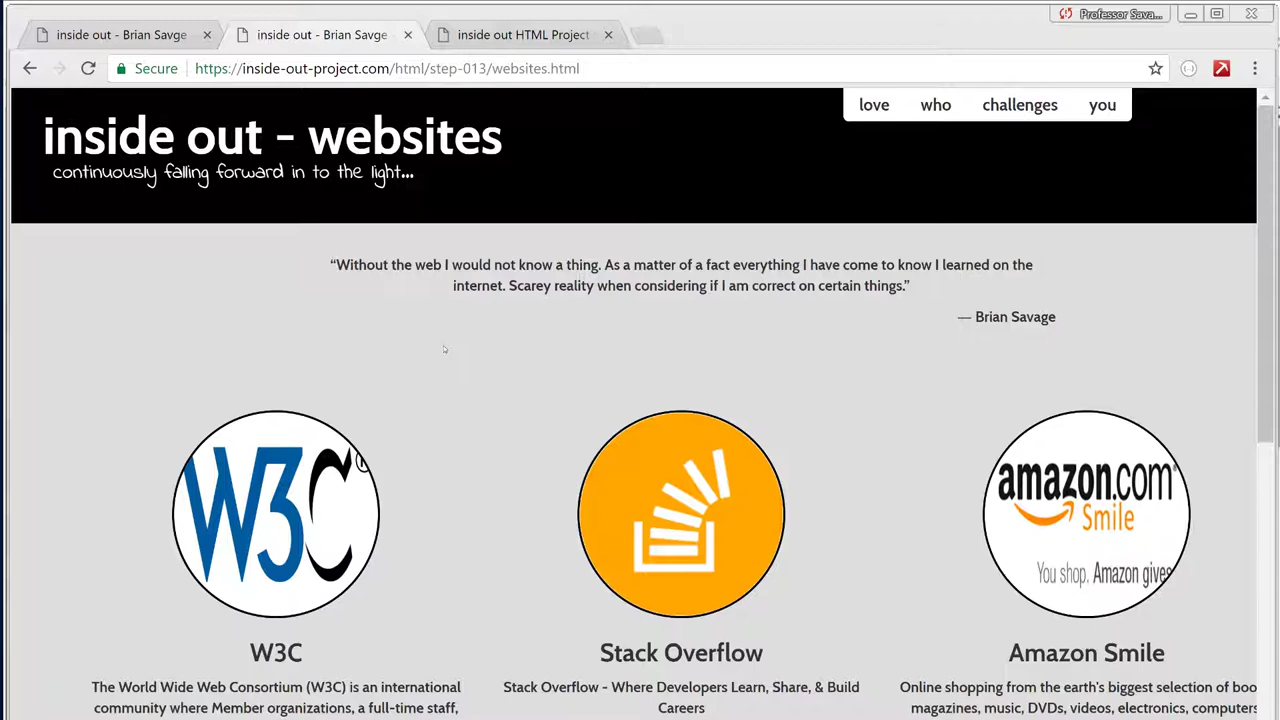 Professor Sava...
inside out - Brian Savge
inside out - Brian Savge
inside out HTML Project
Secure
https://inside-out-project.com/html/step-013/websites.html
love who challenges you
inside out - websites
continuously falling forward in to the light...
“Without the web I would not know a thing. As a matter of a fact everything I have come to know I learned on the
internet. Scarey reality when considering if I am correct on certain things.”
— Brian Savage
W3C
amazon.com
Smile
You shop. Amazon gives
W3C
Stack Overflow
Amazon Smile
The World Wide Web Consortium (W3C) is an international
community where Member organizations, a full-time staff,
Stack Overflow - Where Developers Learn, Share, & Build
Careers
Online shopping from the earth's biggest selection of boo
magazines, music, DVDs, videos, electronics, computers